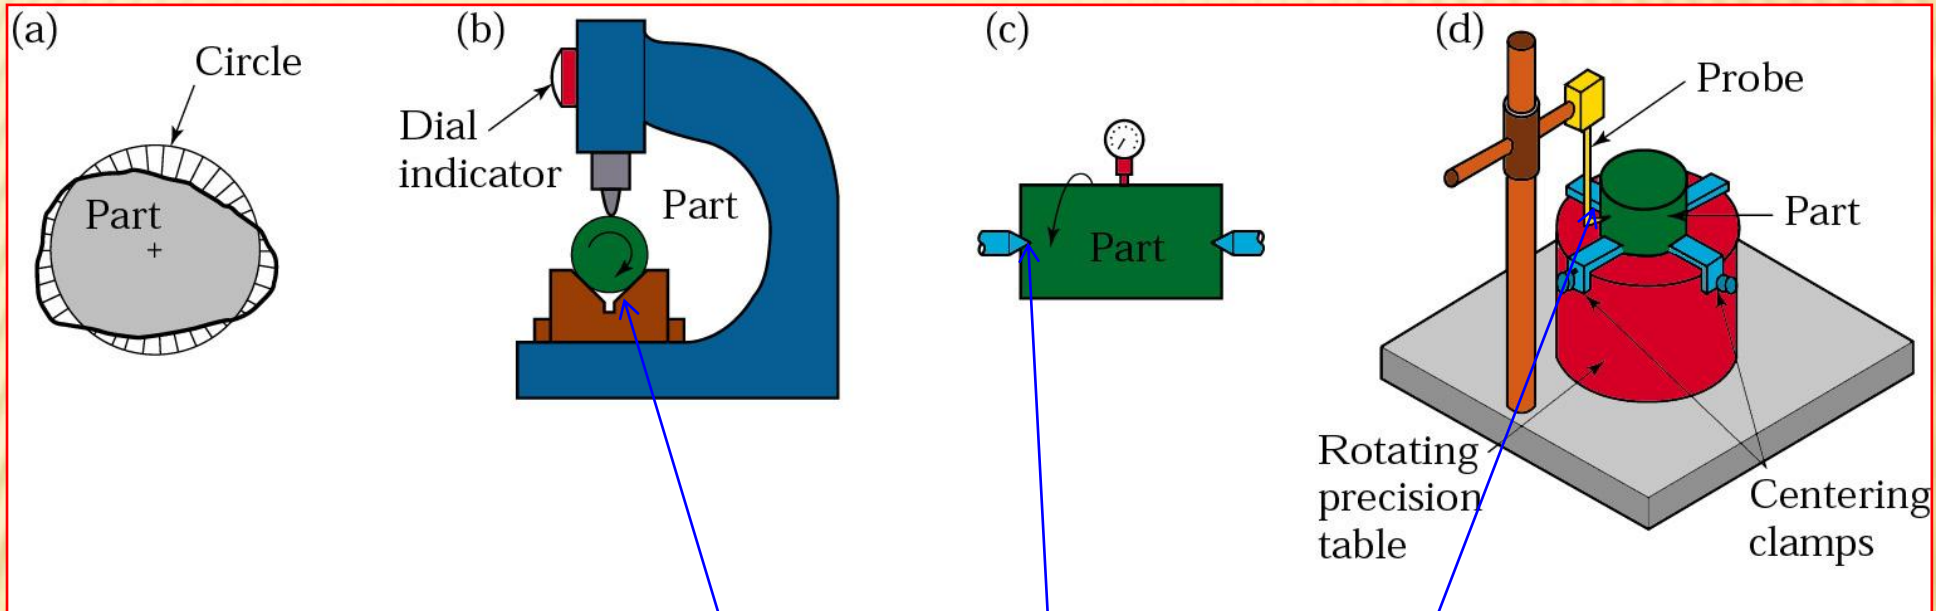 (a)
Circle
Part
+
(b)
Dial
indicator
Part
(c)
Part
(d)
Probe
Part
Rotating
precision
table
Centering
clamps